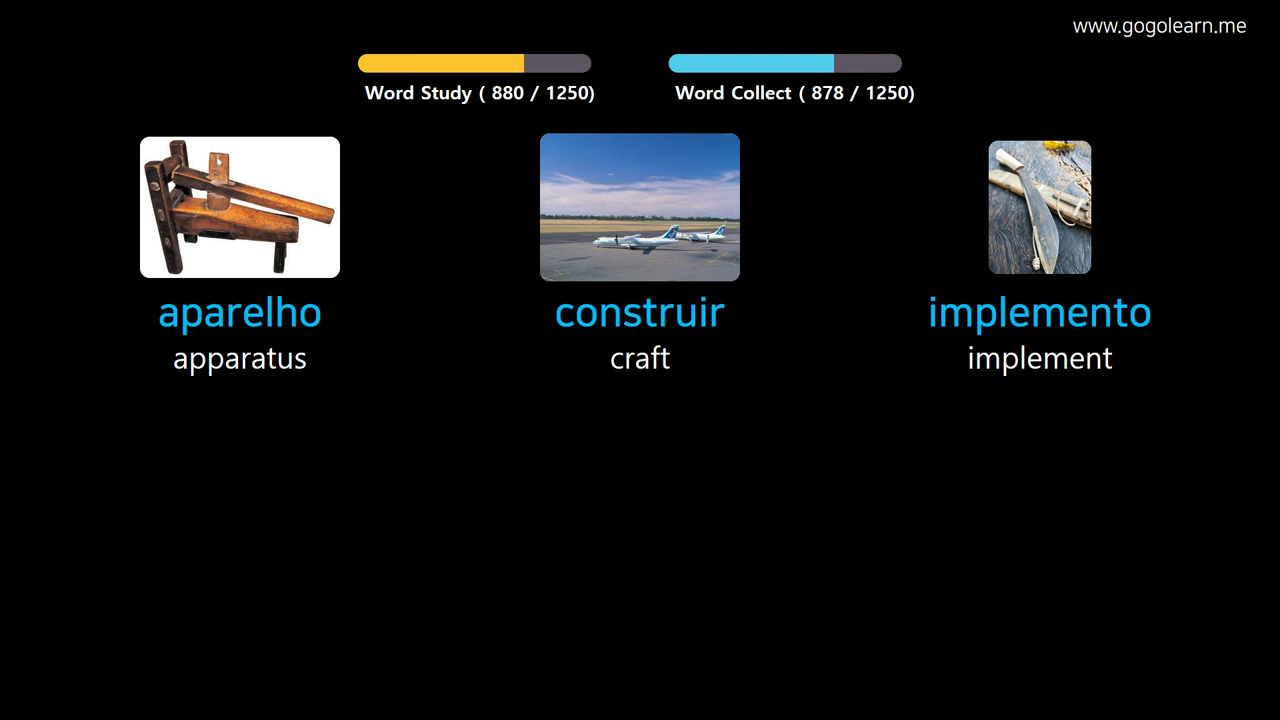 www.gogolearn.me
Word Study ( 880 / 1250)
Word Collect ( 878 / 1250)
aparelho
apparatus
construir
craft
implemento
implement